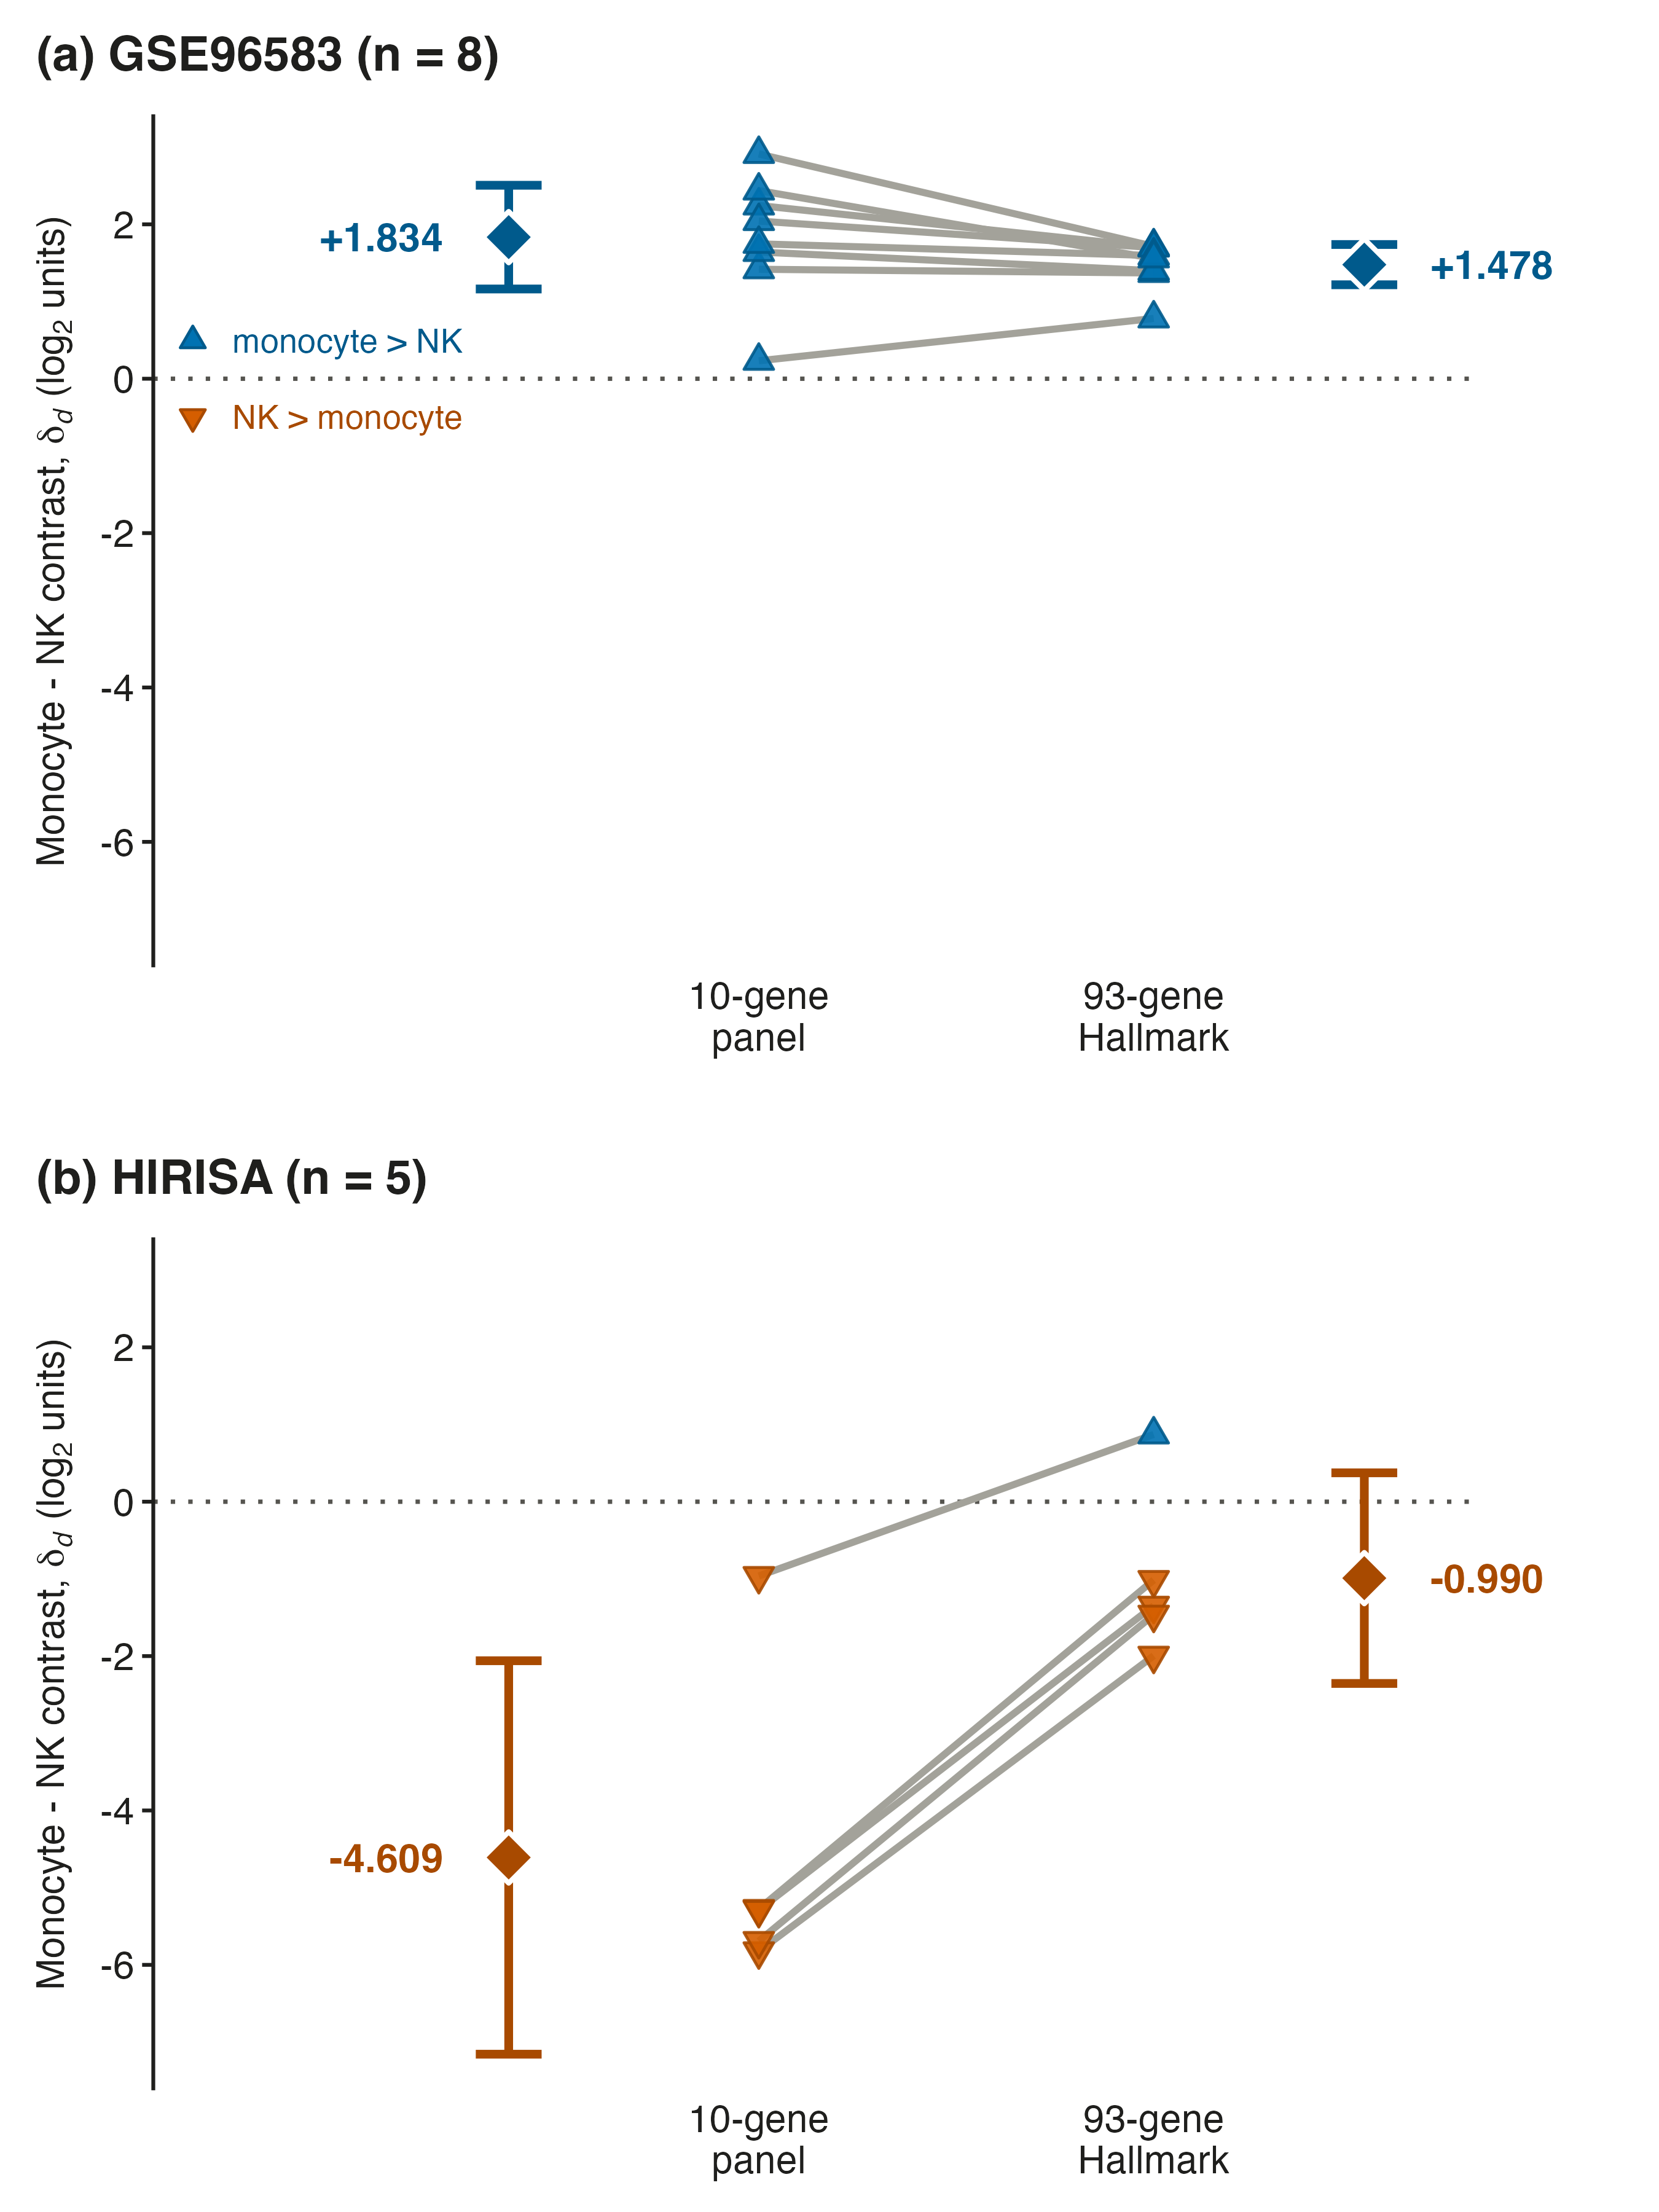 (a) GSE96583 (n = 8)
Monocyte - NK contrast, δd (log2 units)
2
0
-2
-4
-6
+1.834
+1.478
monocyte > NK
NK > monocyte
10-gene
panel
93-gene
Hallmark
(b) HIRISA (n = 5)
Monocyte - NK contrast, δd (log2 units)
2
0
-2
-4
-6
-4.609
-0.990
10-gene
panel
93-gene
Hallmark